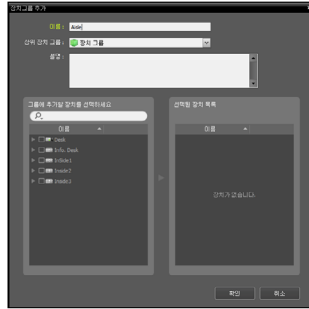 장치그룹 추가
이름 : Aisle
상위 장치 그룹 : 장치 그룹
설명 :
그룹에 추가할 장치를 선택하세요
선택된 장치 목록
이름
이름
Desk
Info. Desk
Inside1
Inside2
Inside3
장치가 없습니다.
확인
취소